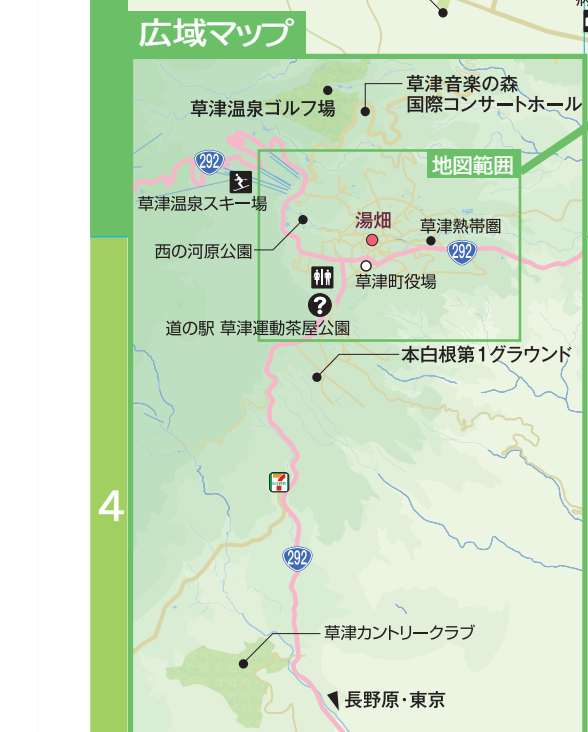 広域マップ
草津音楽の森
国際コンサートホール
草津温泉ゴルフ場
地図範囲
292
草津温泉スキー場
湯畑
草津熱帯圏
292
西の河原公園
草津町役場
?
道の駅 草津運動茶屋公園
本白根第1グラウンド
4
292
草津カントリークラブ
長野原・東京